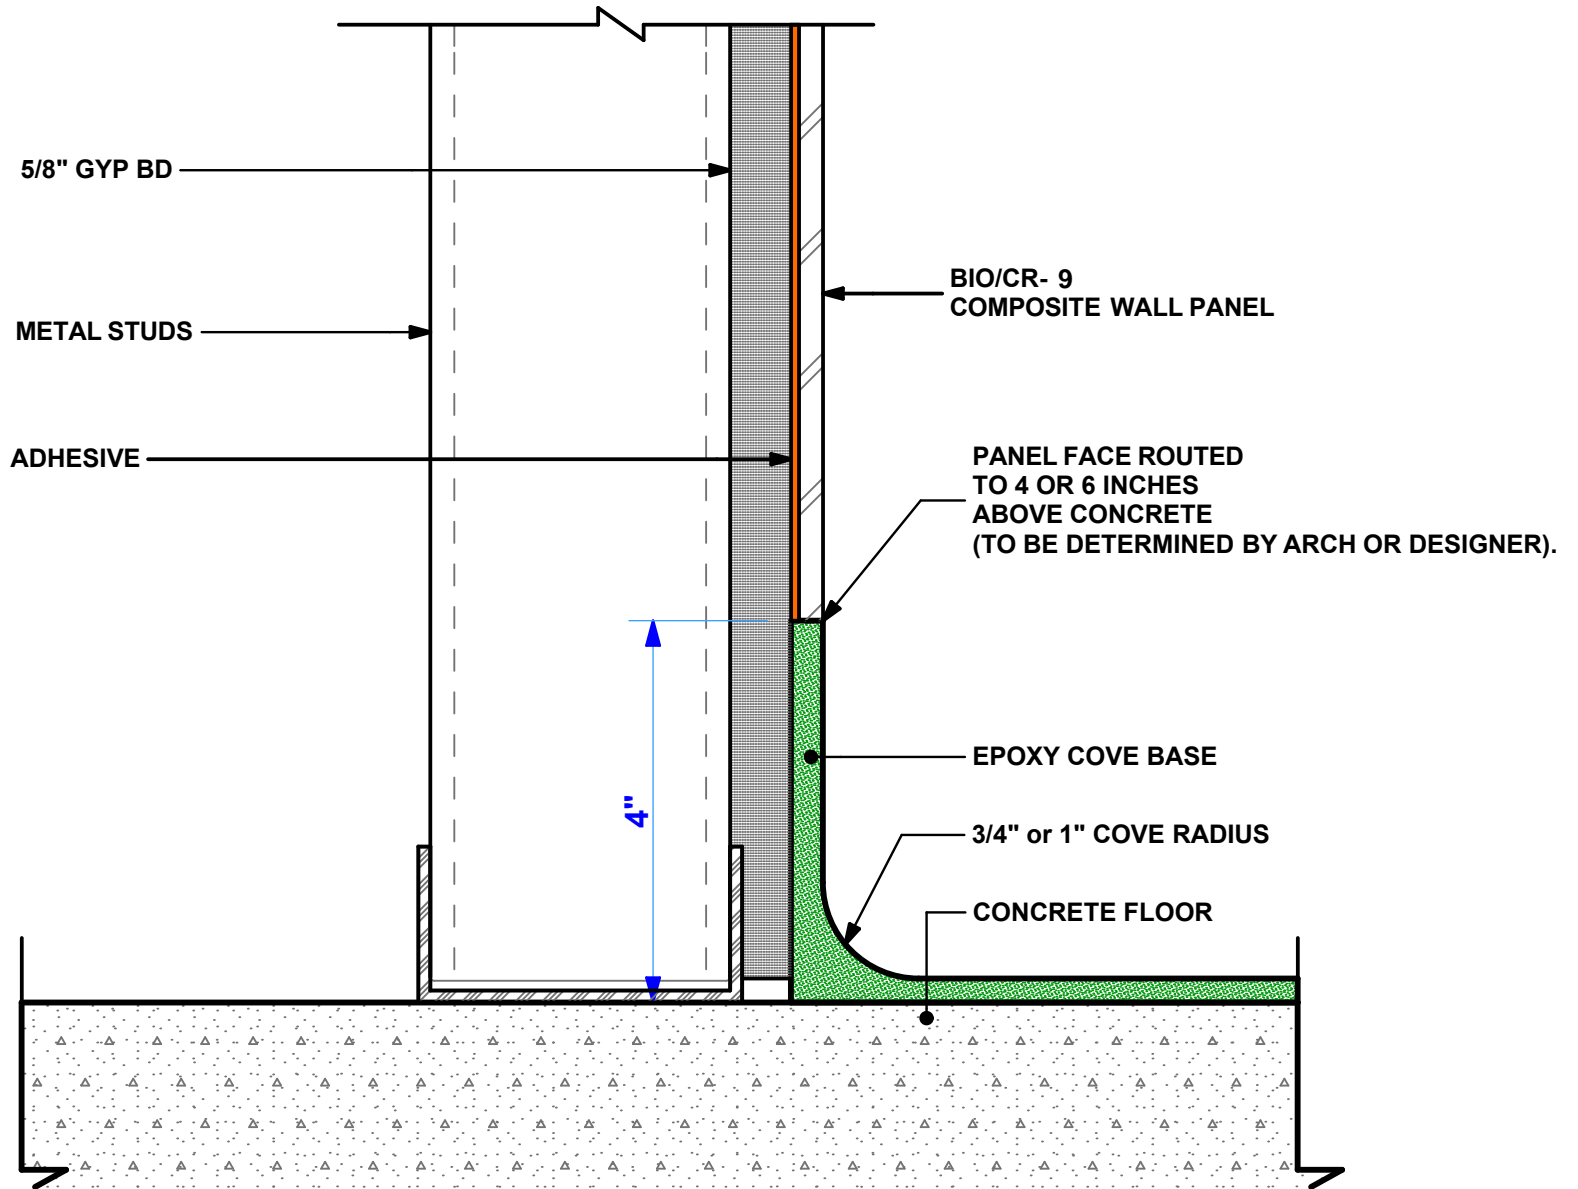 5/8" GYP BD
METAL STUDS
ADHESIVE
BIO/CR- 9
COMPOSITE WALL PANEL
PANEL FACE ROUTED
TO 4 OR 6 INCHES
ABOVE CONCRETE
(TO BE DETERMINED BY ARCH OR DESIGNER).
4"
EPOXY COVE BASE
3/4" or 1" COVE RADIUS
CONCRETE FLOOR